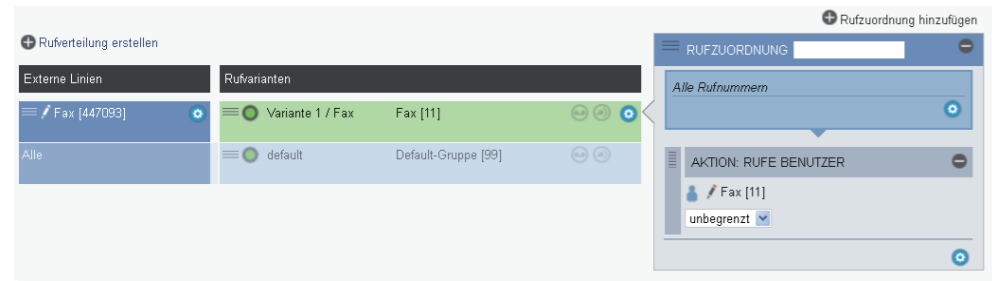 Rufzuordnung hinzufügen
Rufverteilung erstellen
RUFZUORDNUNG
Externe Linien
Rufvarianten
Alle Rufnummern
Fax [447093]
Variante 1 / Fax
Fax [11]
Alle
default
Default-Gruppe [99]
AKTION: RUFE BENUTZER
Fax [11]
unbegrenzt